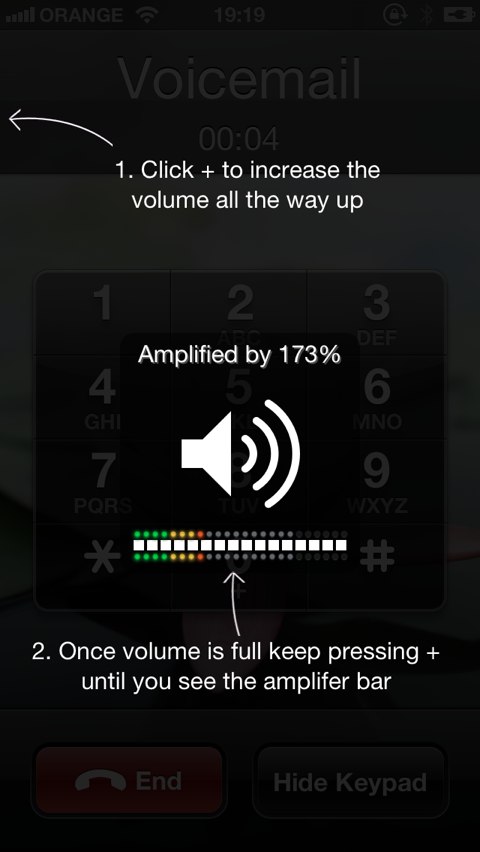 ORANGE 19:19
Voicemail
00:04
1. Click + to increase the
volume all the way up
1 2 3
ABC DEF
Amplified by 173%
4 5 6
GHI MNO
7 9
PQRS TUV WXYZ
* #
+
2. Once volume is full keep pressing +
until you see the amplifer bar
End Hide Keypad